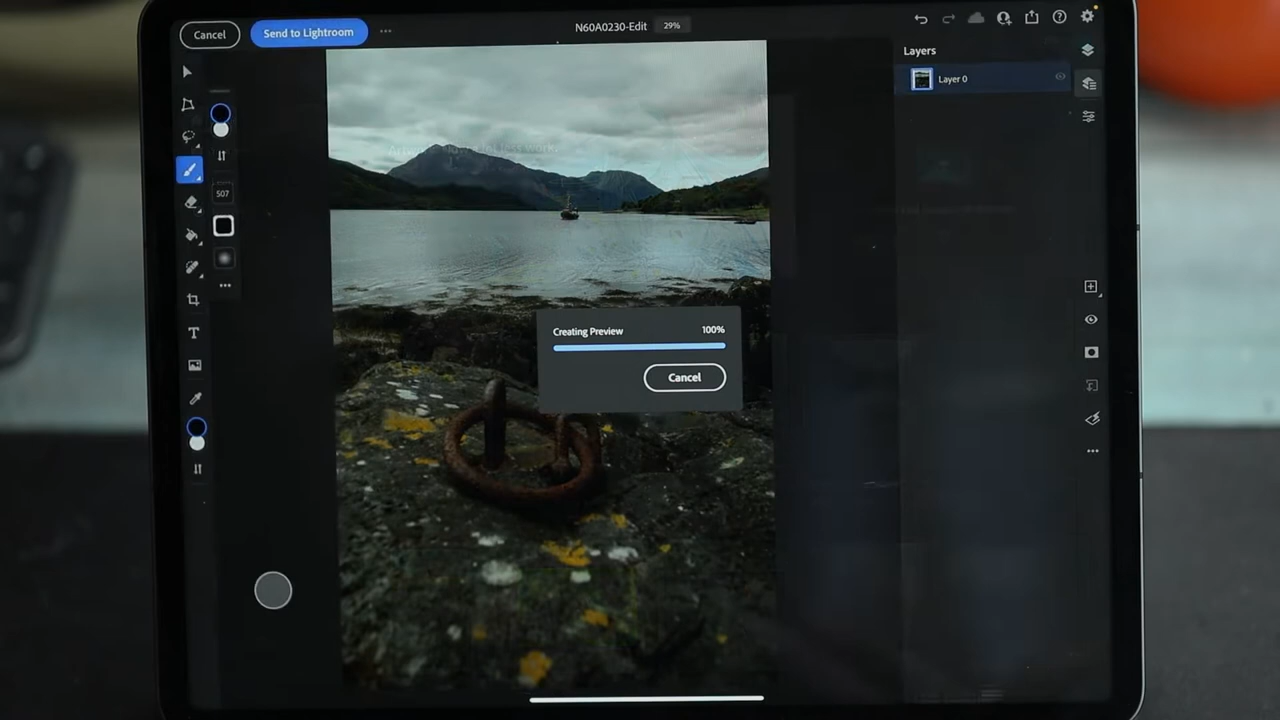 Cancel
Send to Lightroom
N60A0230-Edit
29%
Layers
Layer 0
507
T
Creating Preview
100%
Cancel